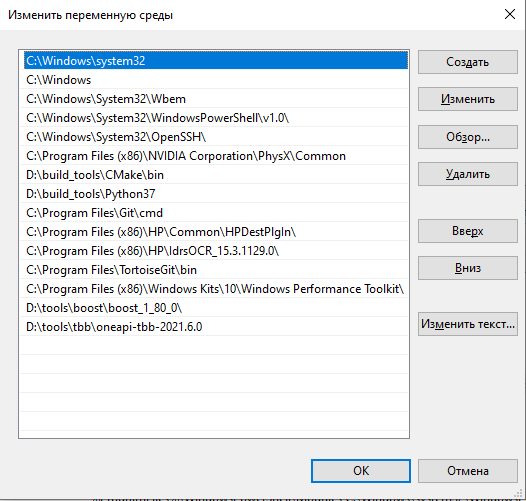 Изменить переменную среды
C:\Windows\system32
C:\Windows
C:\Windows\System32\Wbem
C:\Windows\System32\WindowsPowerShell\v1.0\
C:\Windows\System32\OpenSSH\
C:\Program Files (x86)\NVIDIA Corporation\PhysX\Common
D:\build_tools\CMake\bin
D:\build_tools\Python37
C:\Program Files\Git\cmd
C:\Program Files (x86)\HP\Common\HPDestPlgIn\
C:\Program Files (x86)\HP\IdrsOCR_15.3.1129.0\
C:\Program Files\TortoiseGit\bin
C:\Program Files (x86)\Windows Kits\10\Windows Performance Toolkit\
D:\tools\boost\boost_1_80_0\
D:\tools\tbb\oneapi-tbb-2021.6.0
Создать
Изменить
Обзор...
Удалить
Вверх
Вниз
Изменить текст...
OK
Отмена